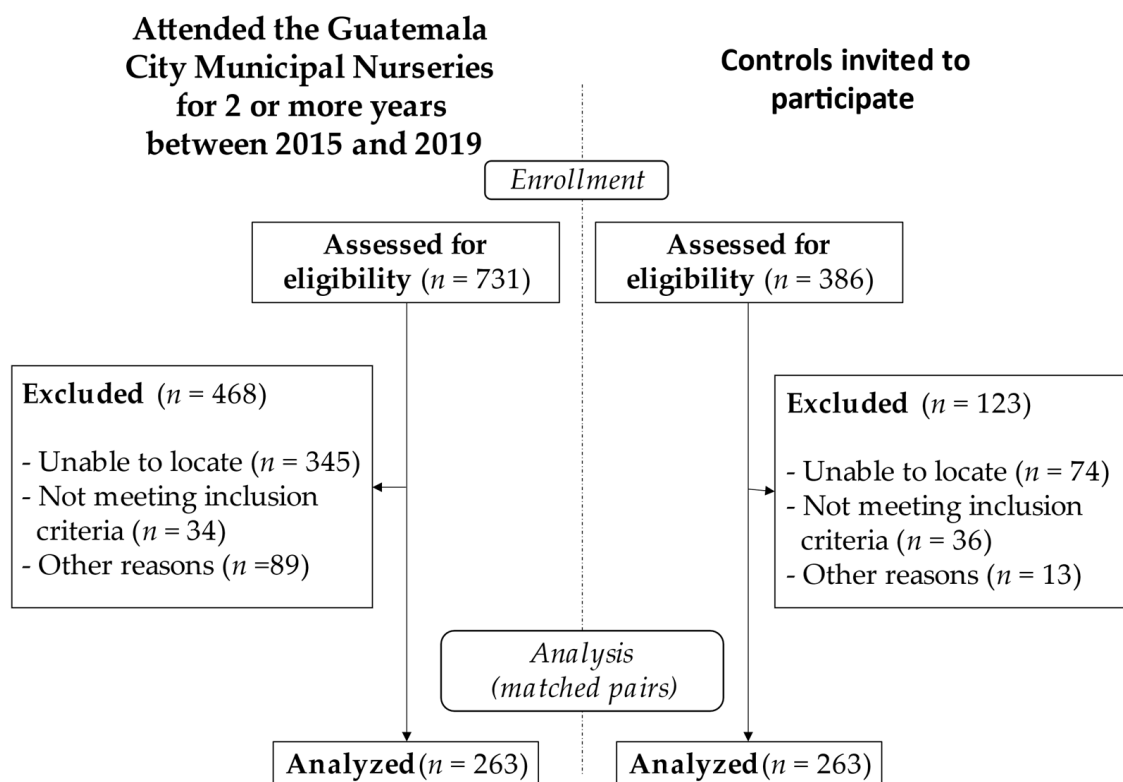 Attended the Guatemala
City Municipal Nurseries
for 2 or more years
between 2015 and 2019
Controls invited to
participate
Enrollment
Assessed for
eligibility (n = 731)
Assessed for
eligibility (n = 386)
Excluded (n = 468)
- Unable to locate (n = 345)
- Not meeting inclusion
criteria (n = 34)
- Other reasons (n =89)
Excluded (n = 123)
- Unable to locate (n = 74)
- Not meeting inclusion
criteria (n = 36)
- Other reasons (n = 13)
Analysis
(matched pairs)
Analyzed (n = 263)
Analyzed (n = 263)